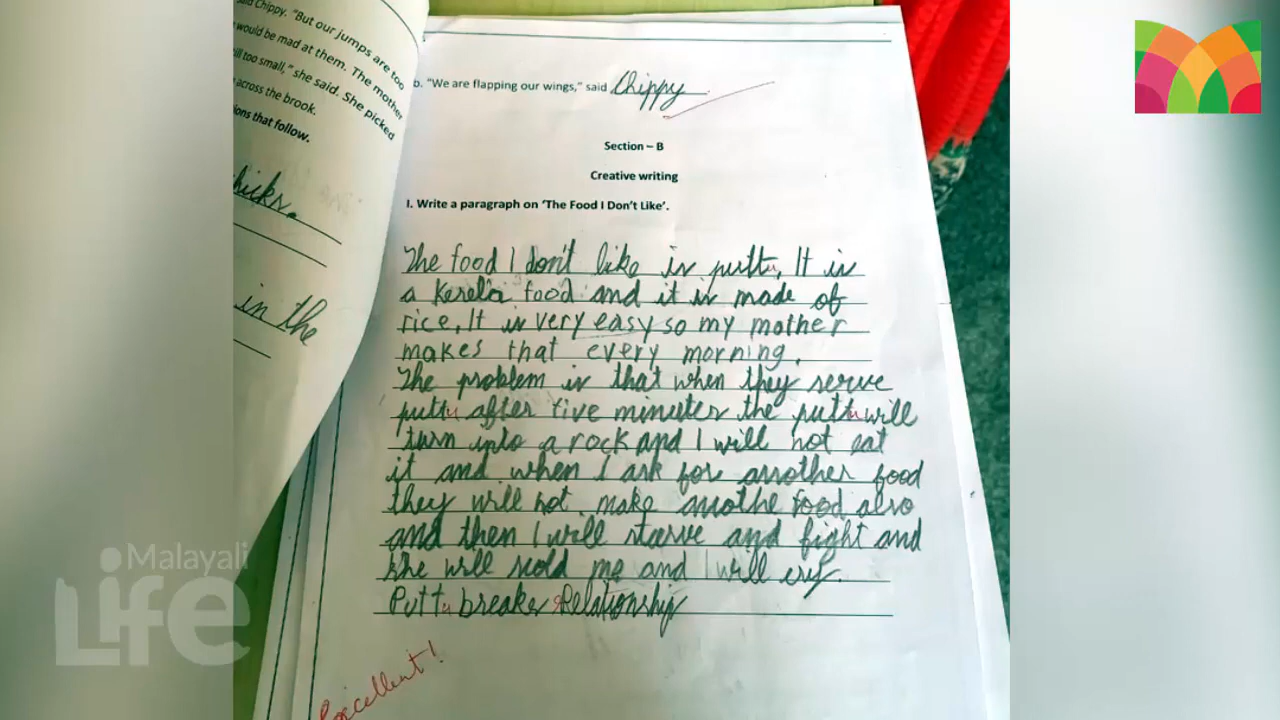 said Chippy. "But our jumps are too
would be mad at them. The mother
too small," she said. She picked
across the brook.
that follow.
chicks.
in the
b. "We are flapping our wings," said Chippy
Section – B
Creative writing
I. Write a paragraph on 'The Food I Don't Like'.
The food I don't like is puttu. It is
a Kerela food and it is made of
rice. It is very easy so my mother
makes that every morning.
The problem is that when they serve
puttu after five minutes the puttu will
turn into a rock and I will not eat
it and when I ask for another food
they will not make anothe food also
and then I will starve and fight and
she will scold me and I will cry.
Puttu breakes Relationship
Excellent!
Malayali
Life